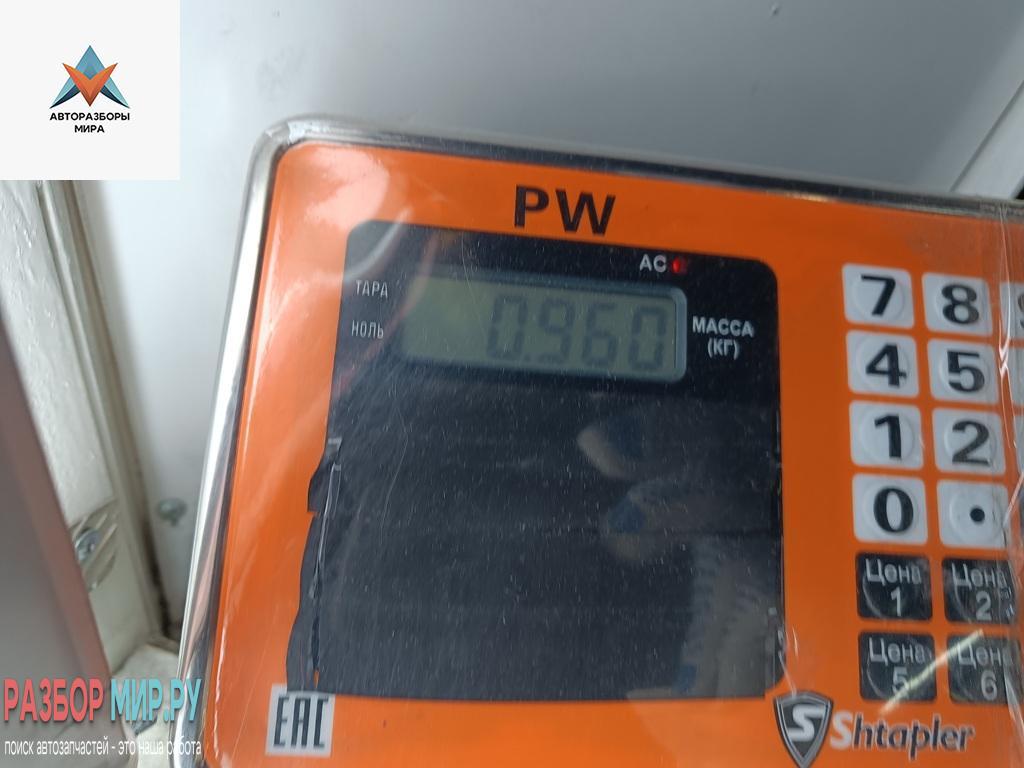 АВТОРАЗБОРЫ
МИРА
PW
AC
ТАРА
НОЛЬ
0.960
МАССА
(КГ)
7 8
4 5
1 2
0 .
Цена 1
Цена 2
Цена 5
Цена 6
EAC
S Shtapler
РАЗБОР МИР.РУ
поиск автозапчастей - это наша работа